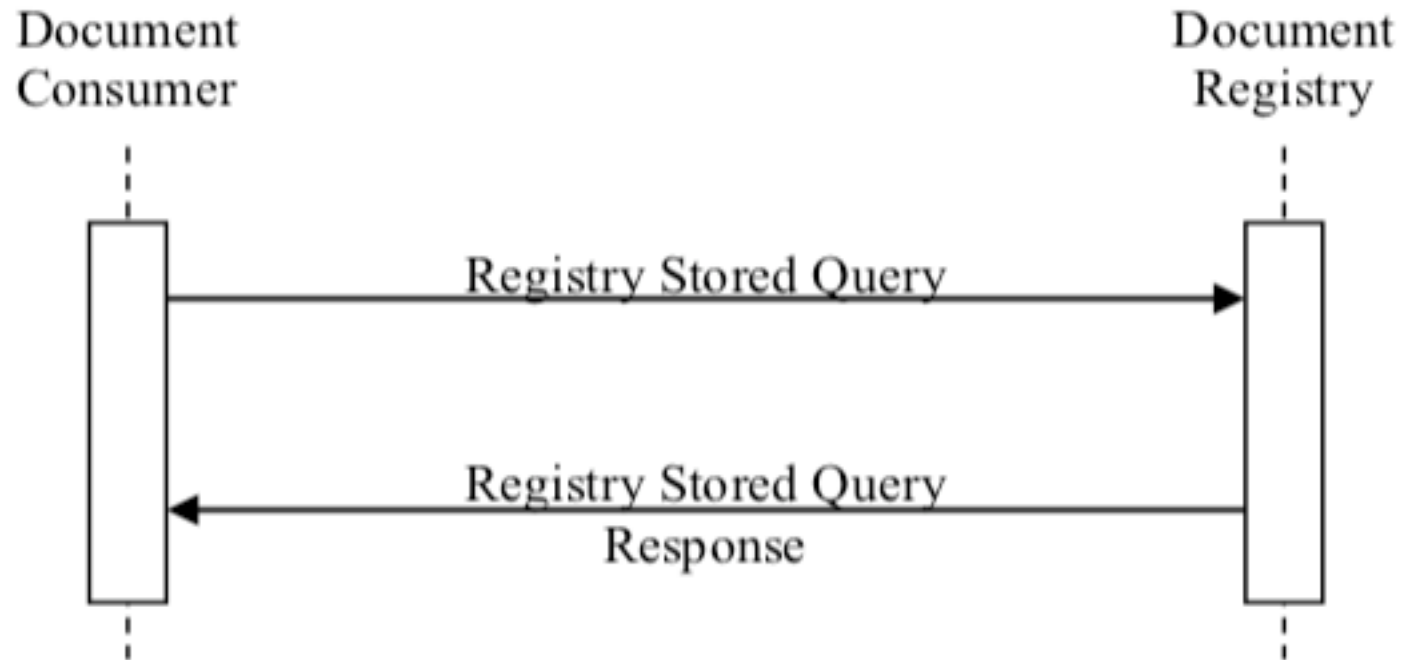 Document
Consumer
Document
Registry
Registry Stored Query
Registry Stored Query
Response